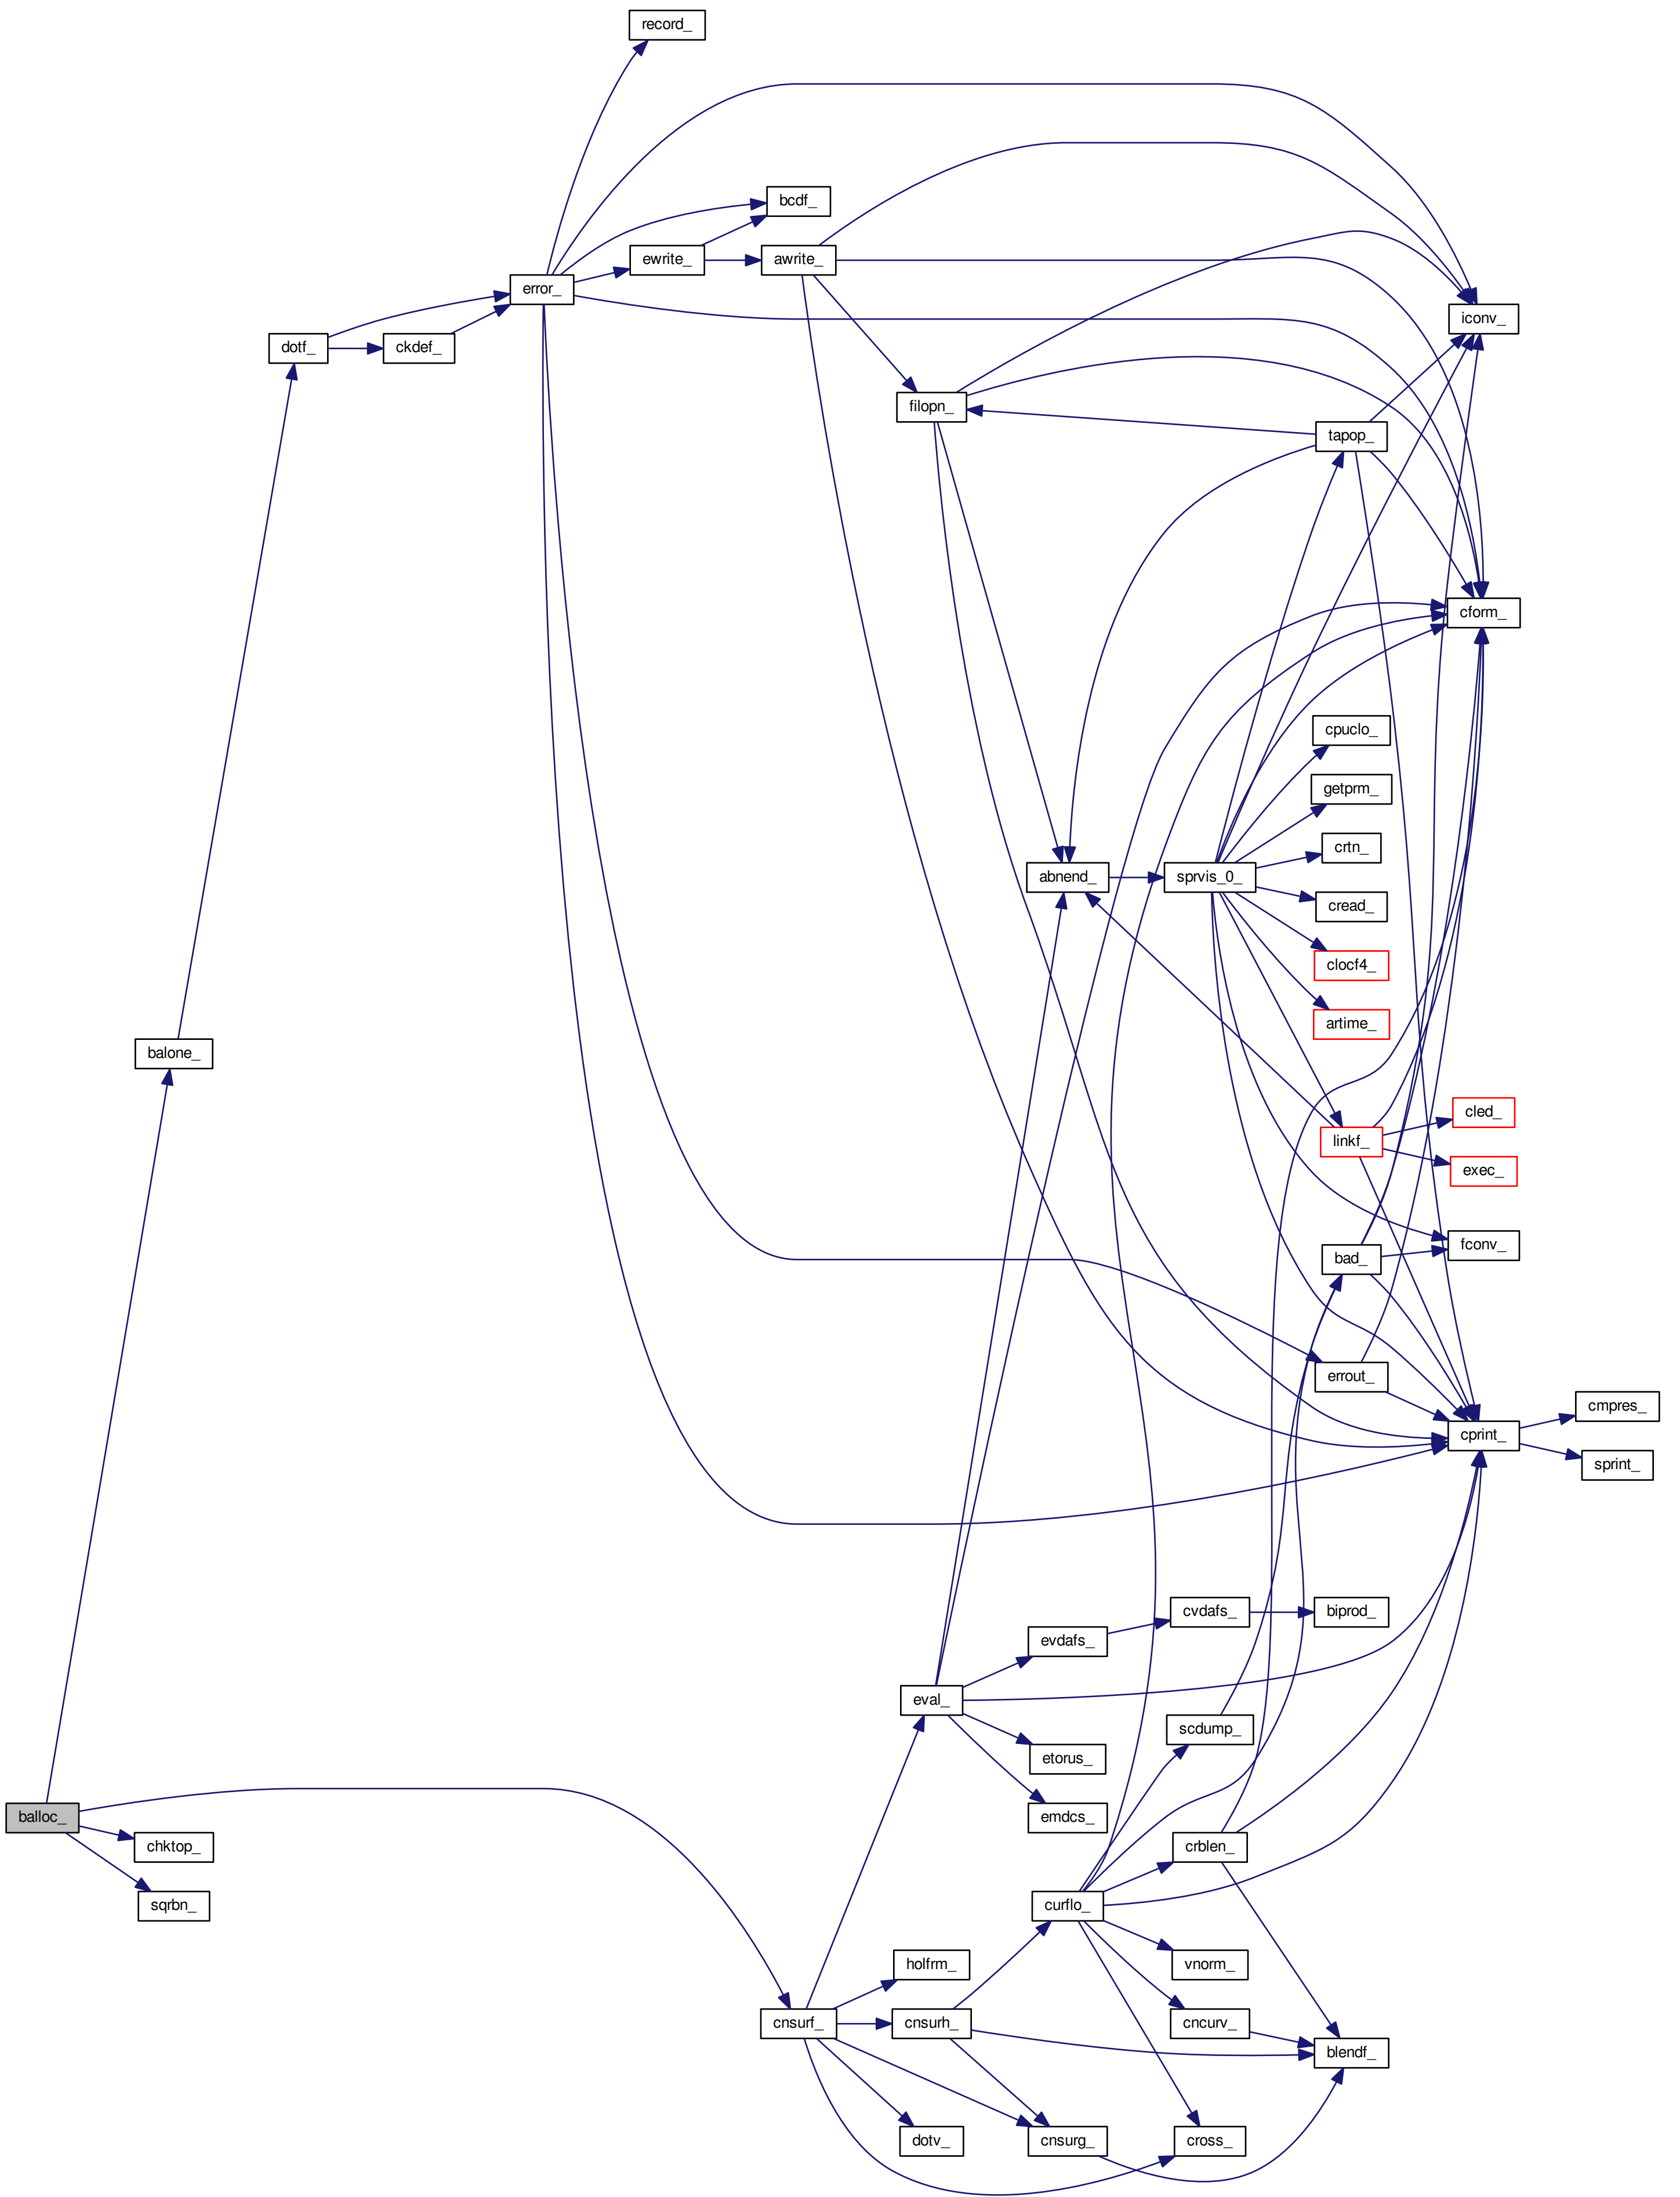 record_
bcdf_
ewrite_
awrite_
error_
iconv_
dotf_
ckdef_
filopn_
tapop_
cform_
cpuclo_
getprm_
crtn_
abnend_
sprvis_0_
cread_
clocf4_
artime_
balone_
cled_
linkf_
exec_
fconv_
bad_
errout_
cmpres_
cprint_
sprint_
cvdafs_
biprod_
evdafs_
eval_
scdump_
etorus_
balloc_
emdcs_
chktop_
crblen_
sqrbn_
curflo_
holfrm_
vnorm_
cnsurf_
cnsurh_
cncurv_
blendf_
dotv_
cnsurg_
cross_